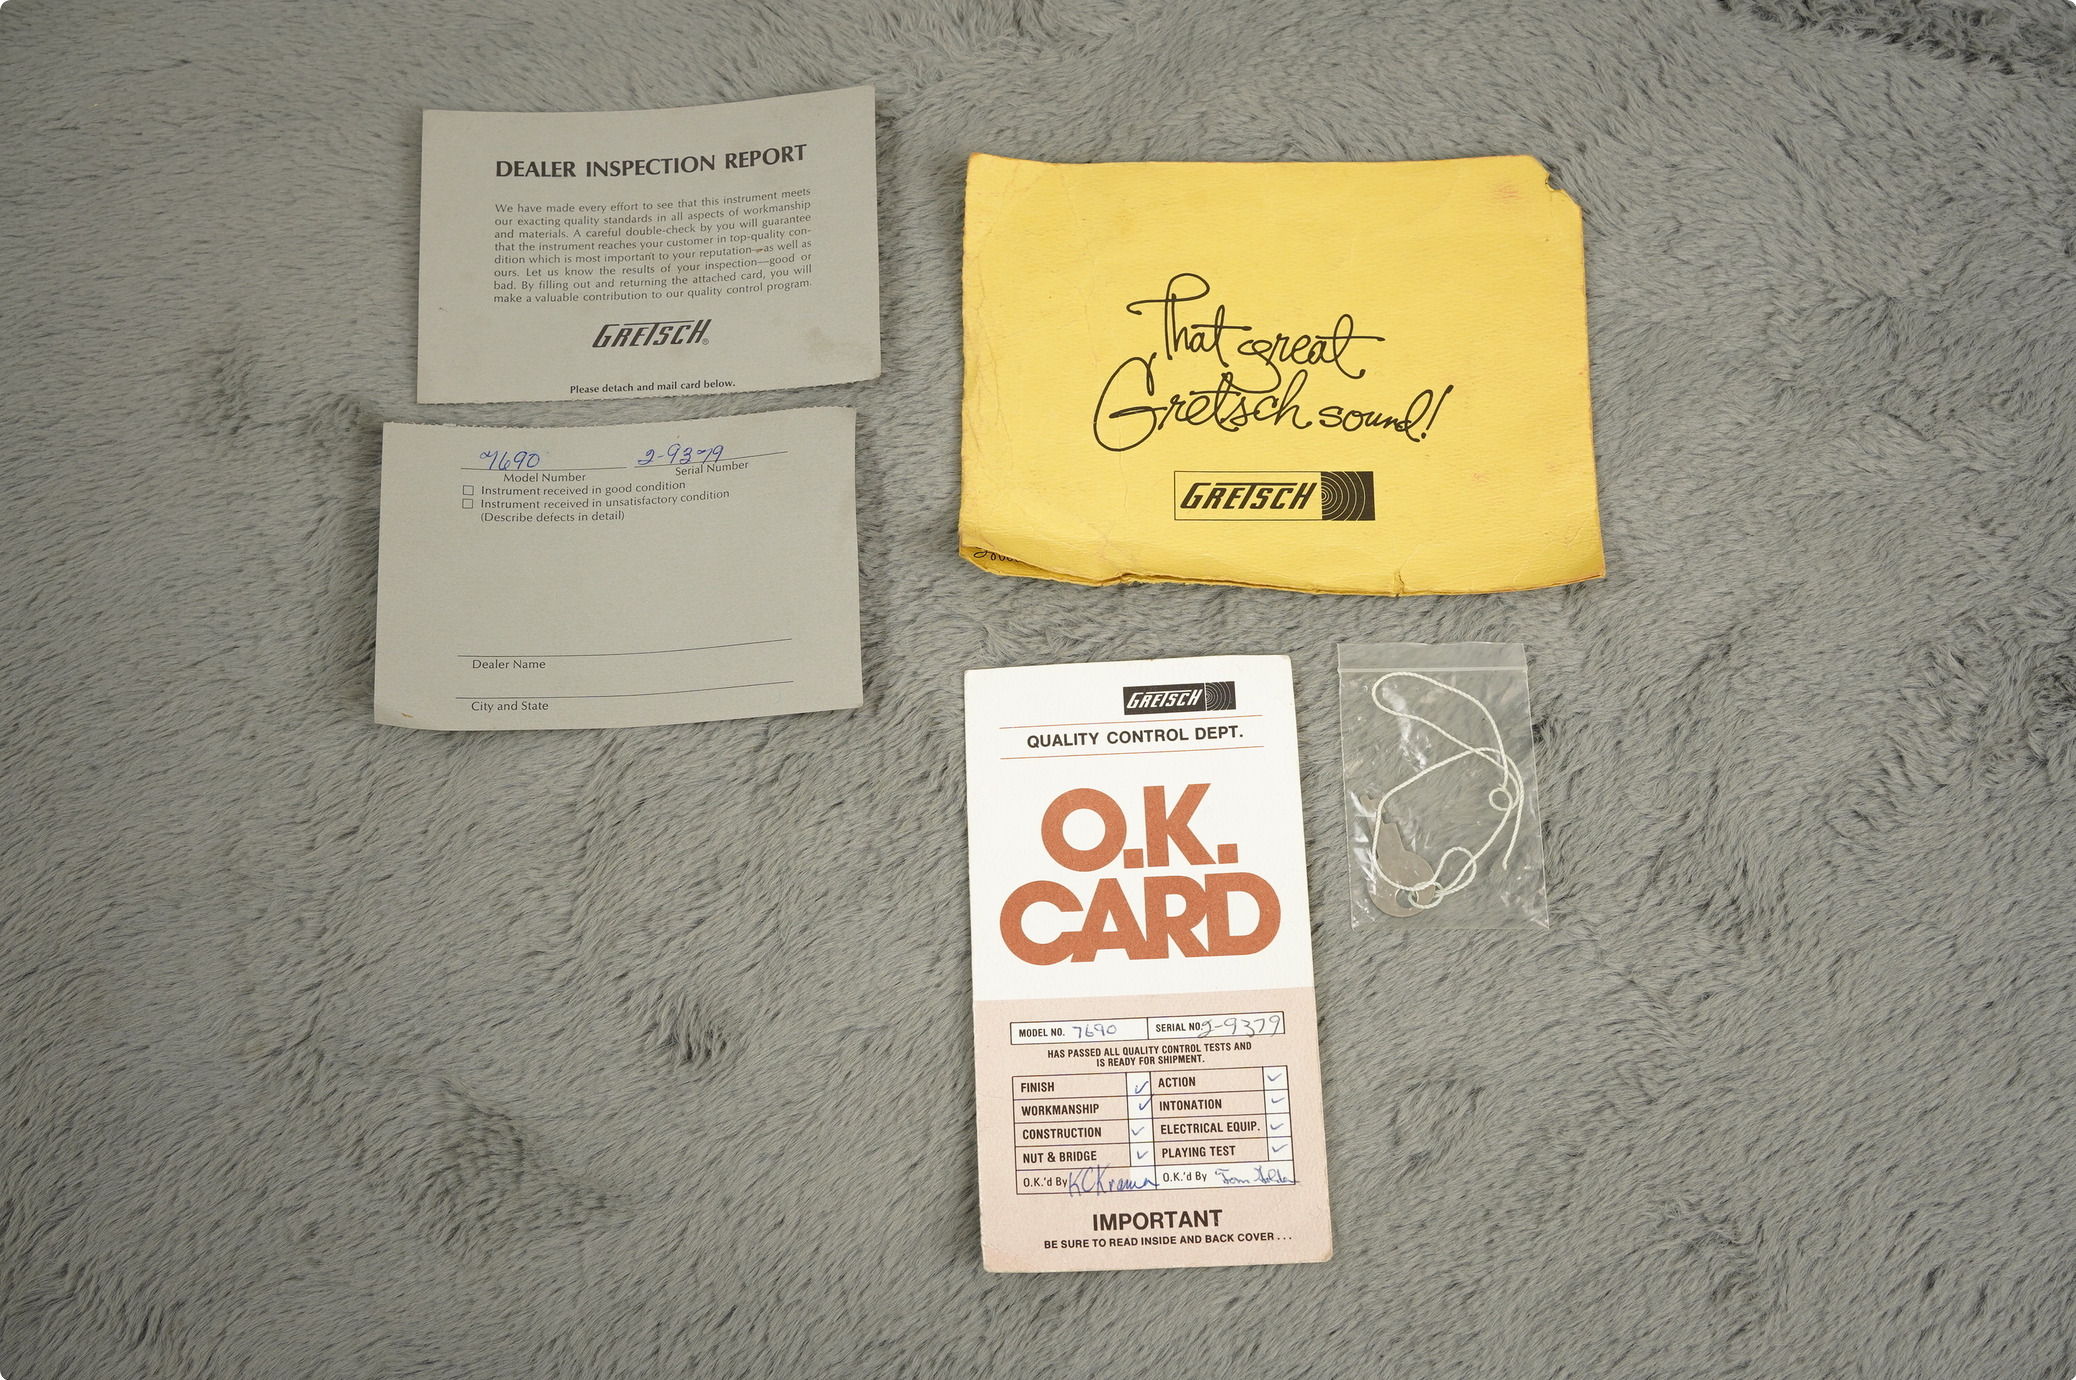 DEALER INSPECTION REPORT
We have made every effort to see that this instrument meets
our exacting quality standards in all aspects of workmanship
and materials. A careful double-check by you will guarantee
that the instrument reaches your customer in top-quality con-
dition which is most important to your reputation—as well as
ours. Let us know the results of your inspection—good or
bad. By filling out and returning the attached card, you will
make a valuable contribution to our quality control program.
GRETSCH®
Please detach and mail card below.
7690 2-9379
Model Number Serial Number
Instrument received in good condition
Instrument received in unsatisfactory condition
(Describe defects in detail)
Dealer Name
City and State
That great
Gretsch sound!
GRETSCH
GRETSCH
QUALITY CONTROL DEPT.
O.K.
CARD
MODEL NO. 7690 SERIAL NO. 2-9379
HAS PASSED ALL QUALITY CONTROL TESTS AND
IS READY FOR SHIPMENT.
FINISH ✓ ACTION ✓
WORKMANSHIP ✓ INTONATION ✓
CONSTRUCTION ✓ ELECTRICAL EQUIP. ✓
NUT & BRIDGE ✓ PLAYING TEST ✓
O.K.'d By O.K.'d By Tom
IMPORTANT
BE SURE TO READ INSIDE AND BACK COVER . . .